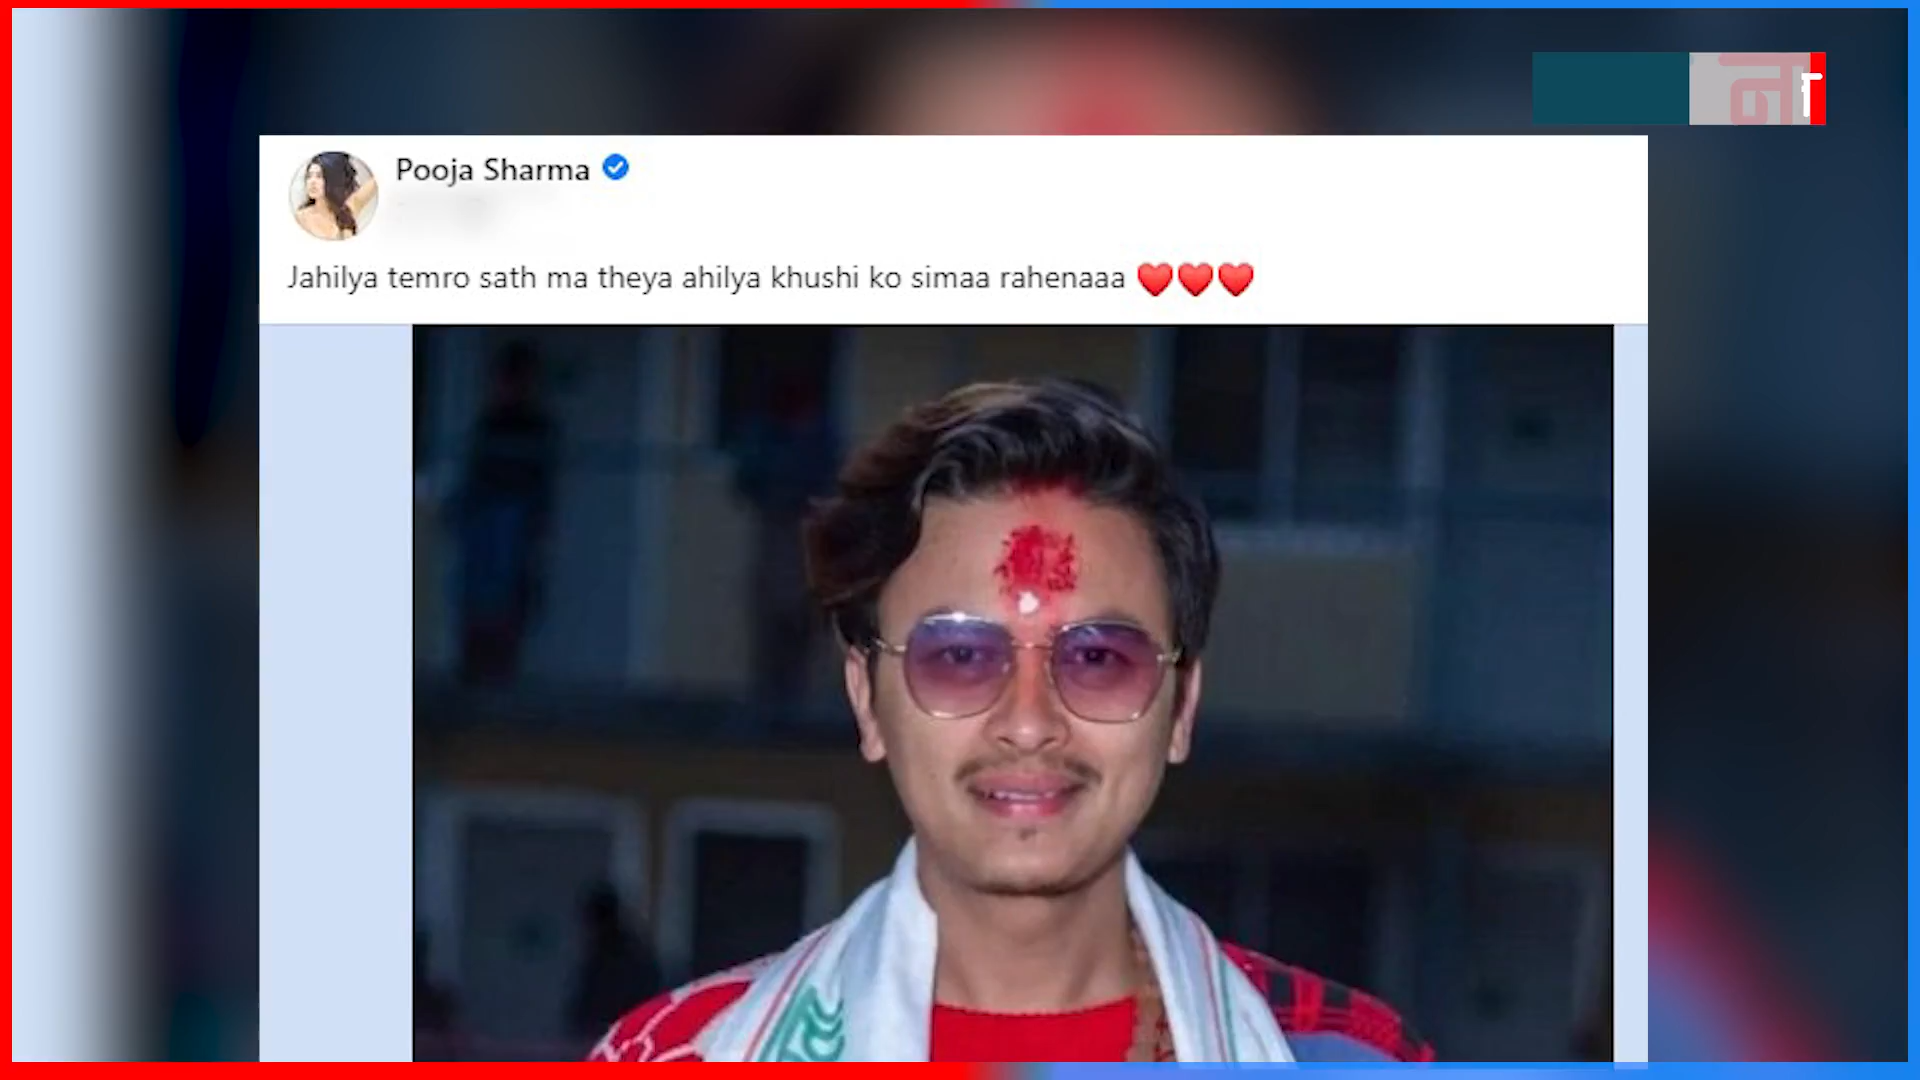 Pooja Sharma
Jahilya temro sath ma theya ahilya khushi ko simaa rahenaaa ❤️❤️❤️